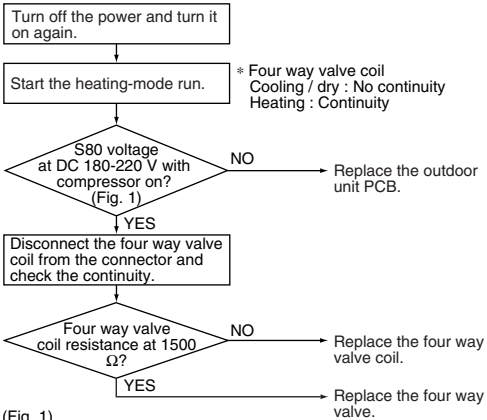 Turn off the power and turn it
on again.
Start the heating-mode run.
* Four way valve coil
Cooling / dry : No continuity
Heating : Continuity
S80 voltage
at DC 180-220 V with
compressor on?
(Fig. 1)
NO
Replace the outdoor
unit PCB.
YES
Disconnect the four way valve
coil from the connector and
check the continuity.
Four way valve
coil resistance at 1500
Ω?
NO
Replace the four way
valve coil.
YES
Replace the four way
valve.
(Fig. 1)